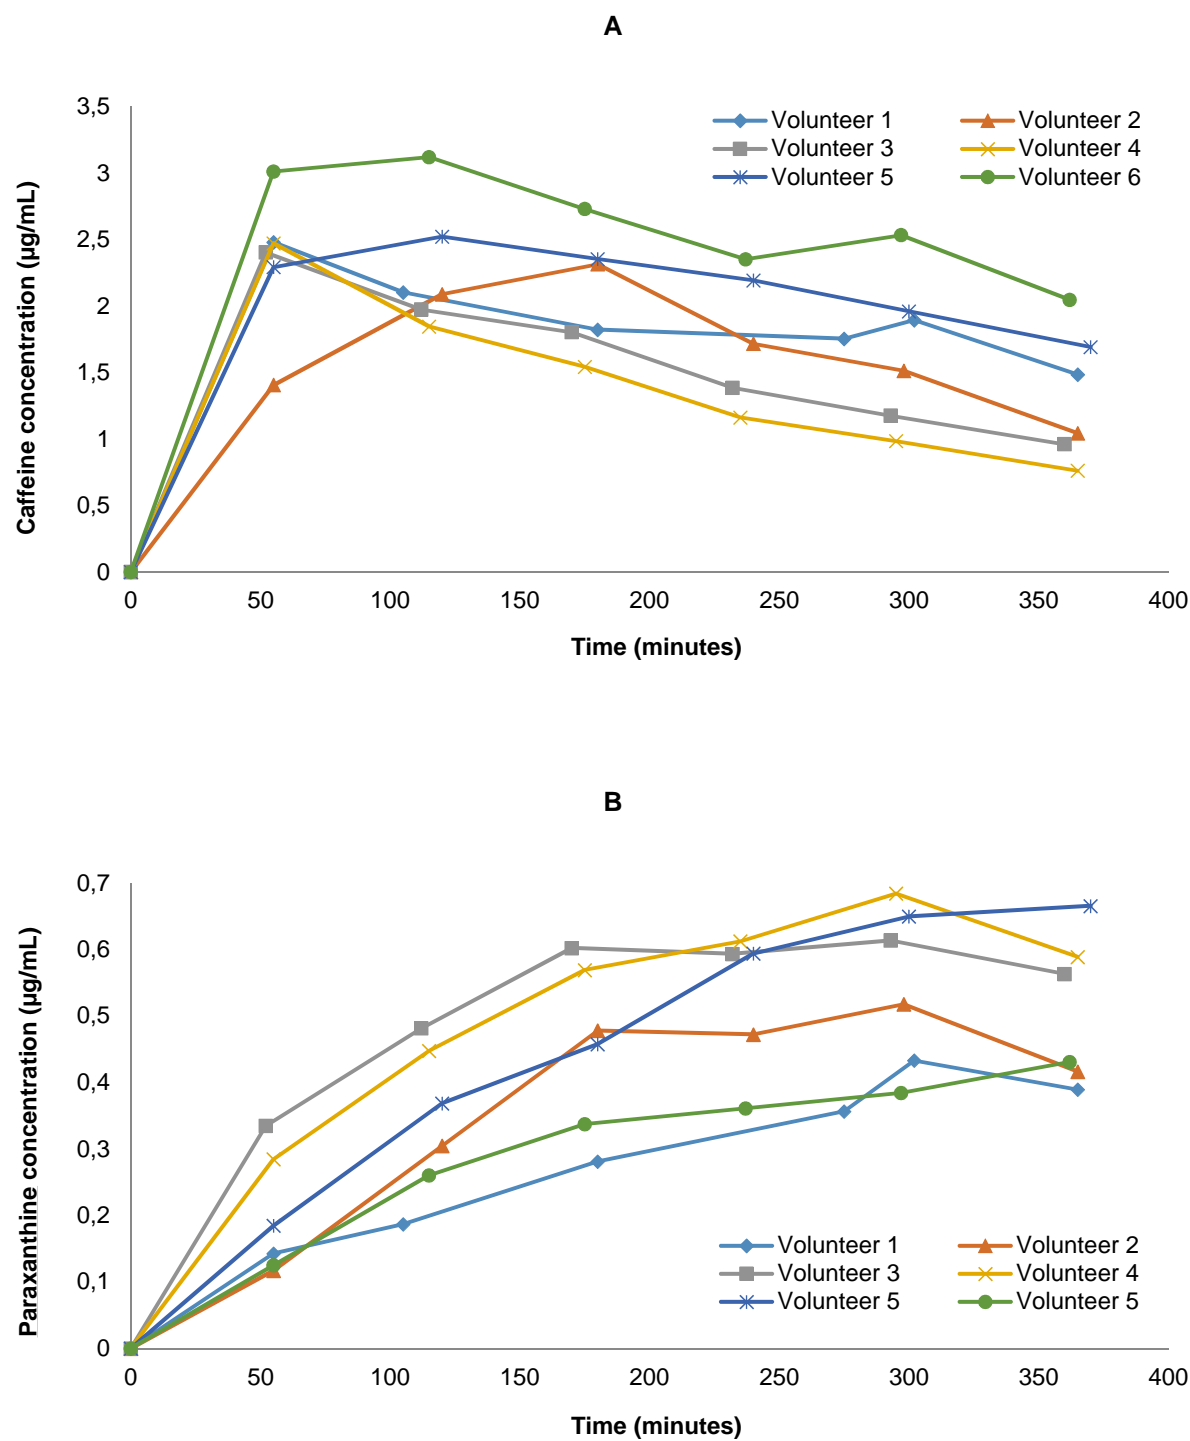 A
3,5
3
2,5
2
1,5
1
0,5
0
Caffeine concentration (µg/mL)
Volunteer 1 Volunteer 2
Volunteer 3 Volunteer 4
Volunteer 5 Volunteer 6
0 50 100 150 200 250 300 350 400
Time (minutes)
B
0,7
0,6
0,5
0,4
0,3
0,2
0,1
0
Paraxanthine concentration (µg/mL)
Volunteer 1 Volunteer 2
Volunteer 3 Volunteer 4
Volunteer 5 Volunteer 5
0 50 100 150 200 250 300 350 400
Time (minutes)